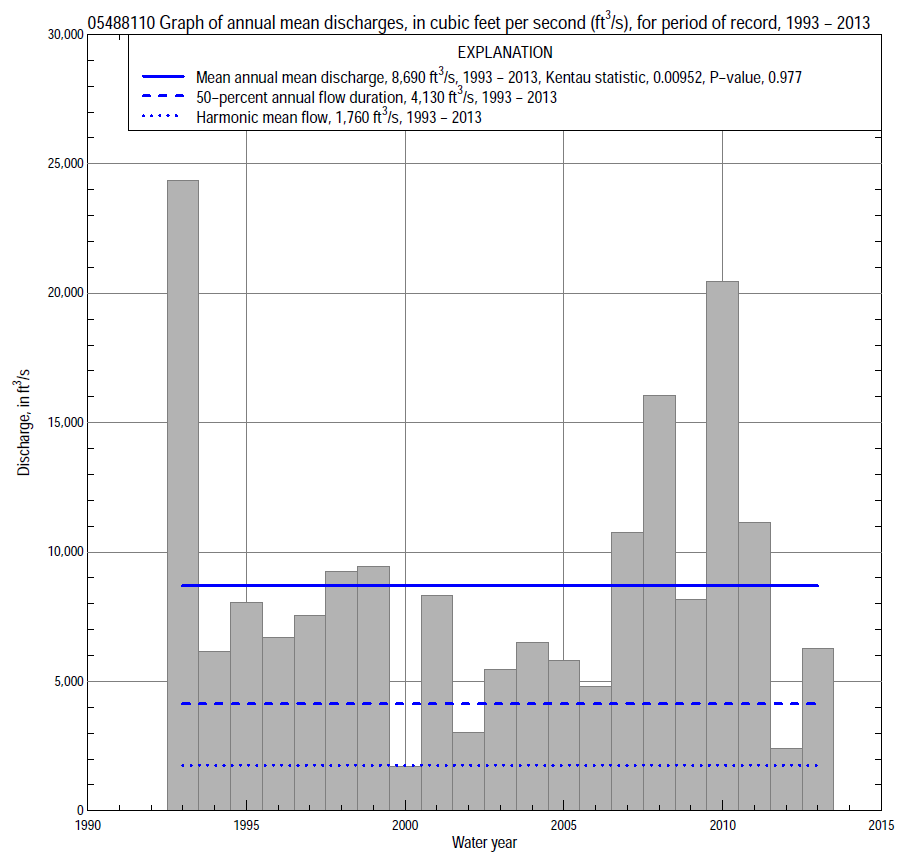 05488110 Graph of annual mean discharges, in cubic feet per second (ft³/s), for period of record, 1993 – 2013
30,000
EXPLANATION
Mean annual mean discharge, 8,690 ft³/s, 1993 – 2013, Kentau statistic, 0.00952, P–value, 0.977
50–percent annual flow duration, 4,130 ft³/s, 1993 – 2013
Harmonic mean flow, 1,760 ft³/s, 1993 – 2013
25,000
20,000
15,000
10,000
5,000
0
Discharge, in ft³/s
1990 1995 2000 2005 2010 2015
Water year